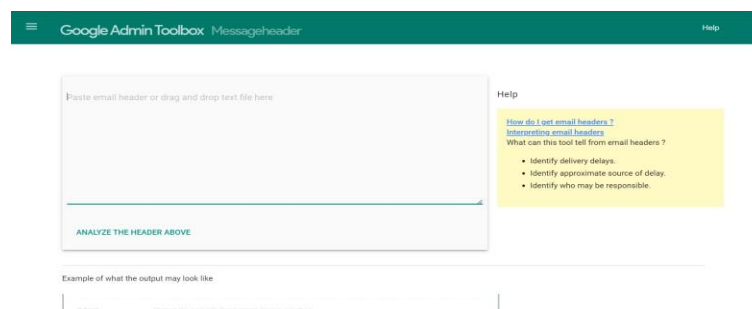 Google Admin Toolbox Messageheader
Help
Paste email header or drag and drop text file here
ANALYZE THE HEADER ABOVE
Help
How do I get email headers ?
Interpreting email headers
What can this tool tell from email headers ?
• Identify delivery delays.
• Identify approximate source of delay.
• Identify who may be responsible.
Example of what the output may look like